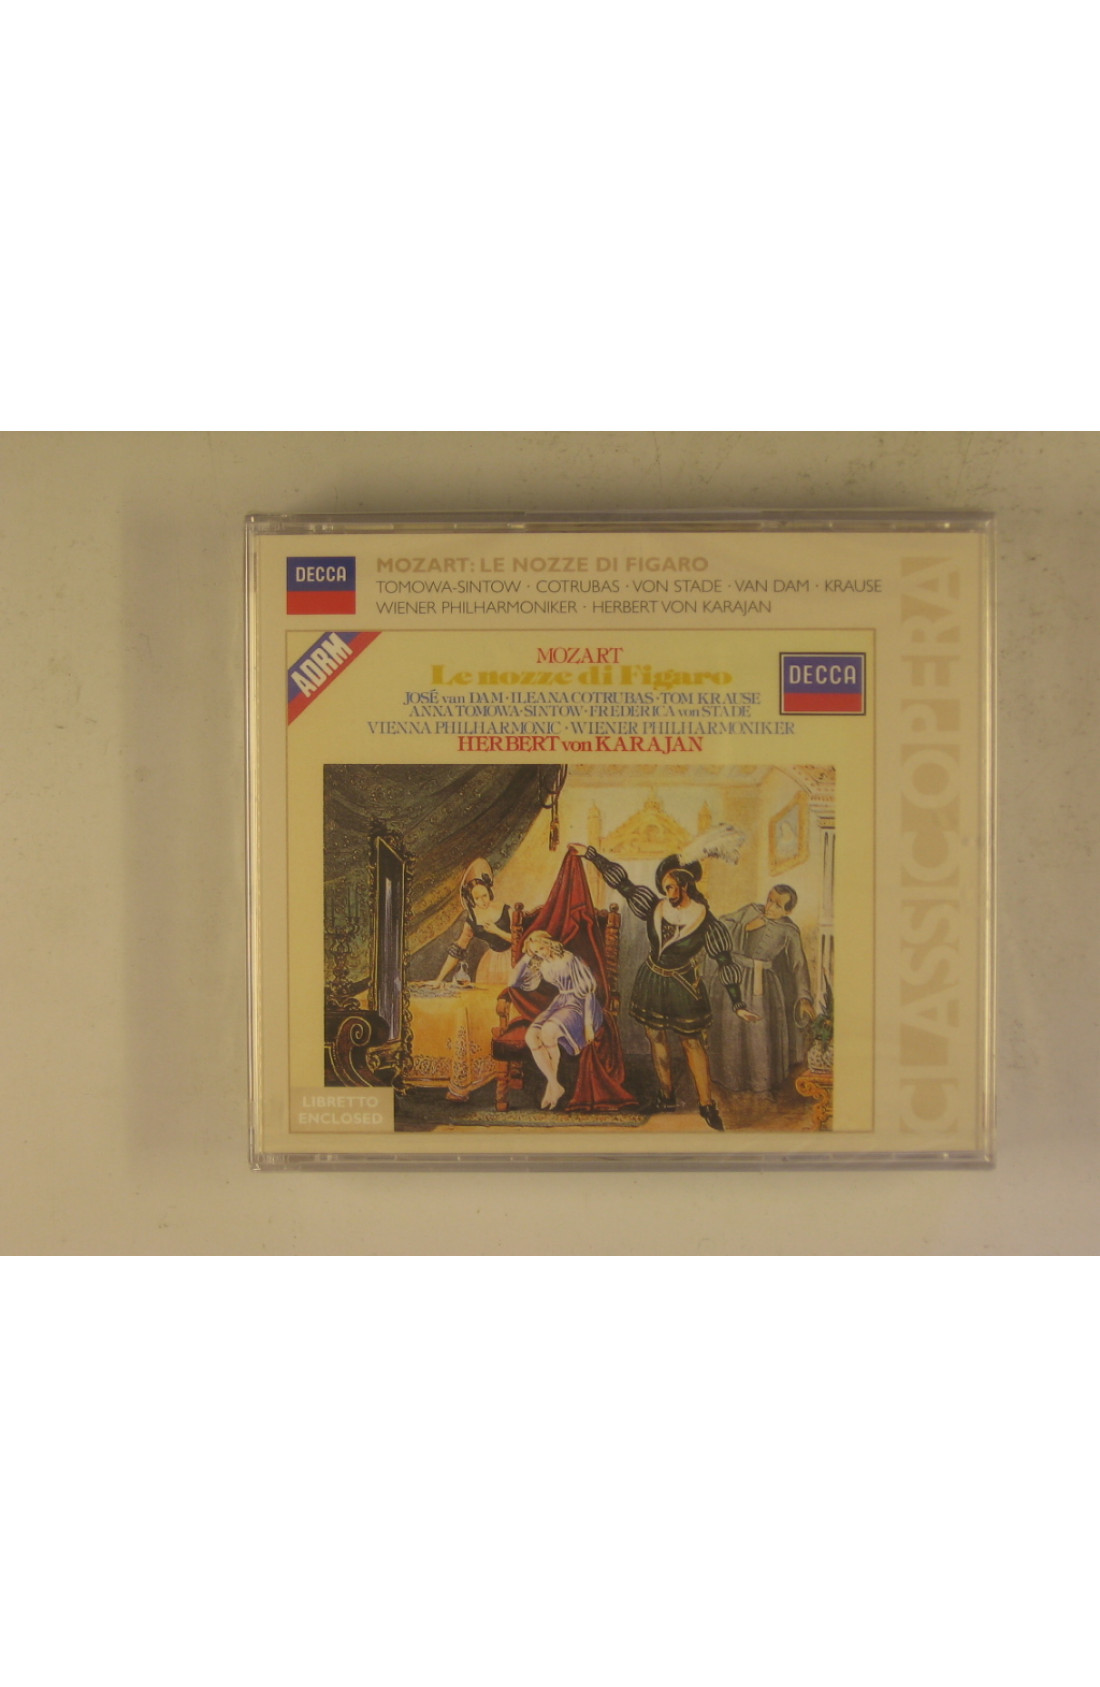 DECCA
MOZART: LE NOZZE DI FIGARO
TOMOWA-SINTOW · COTRUBAS · VON STADE · VAN DAM · KRAUSE
WIENER PHILHARMONIKER · HERBERT VON KARAJAN
ADRM
MOZART
Le nozze di Figaro
DECCA
JOSÉ van DAM · ILEANA COTRUBAS · TOM KRAUSE
ANNA TOMOWA-SINTOW · FREDERICA von STADE
VIENNA PHILHARMONIC · WIENER PHILHARMONIKER
HERBERT von KARAJAN
LIBRETTO
ENCLOSED
CLASSIC OPERA